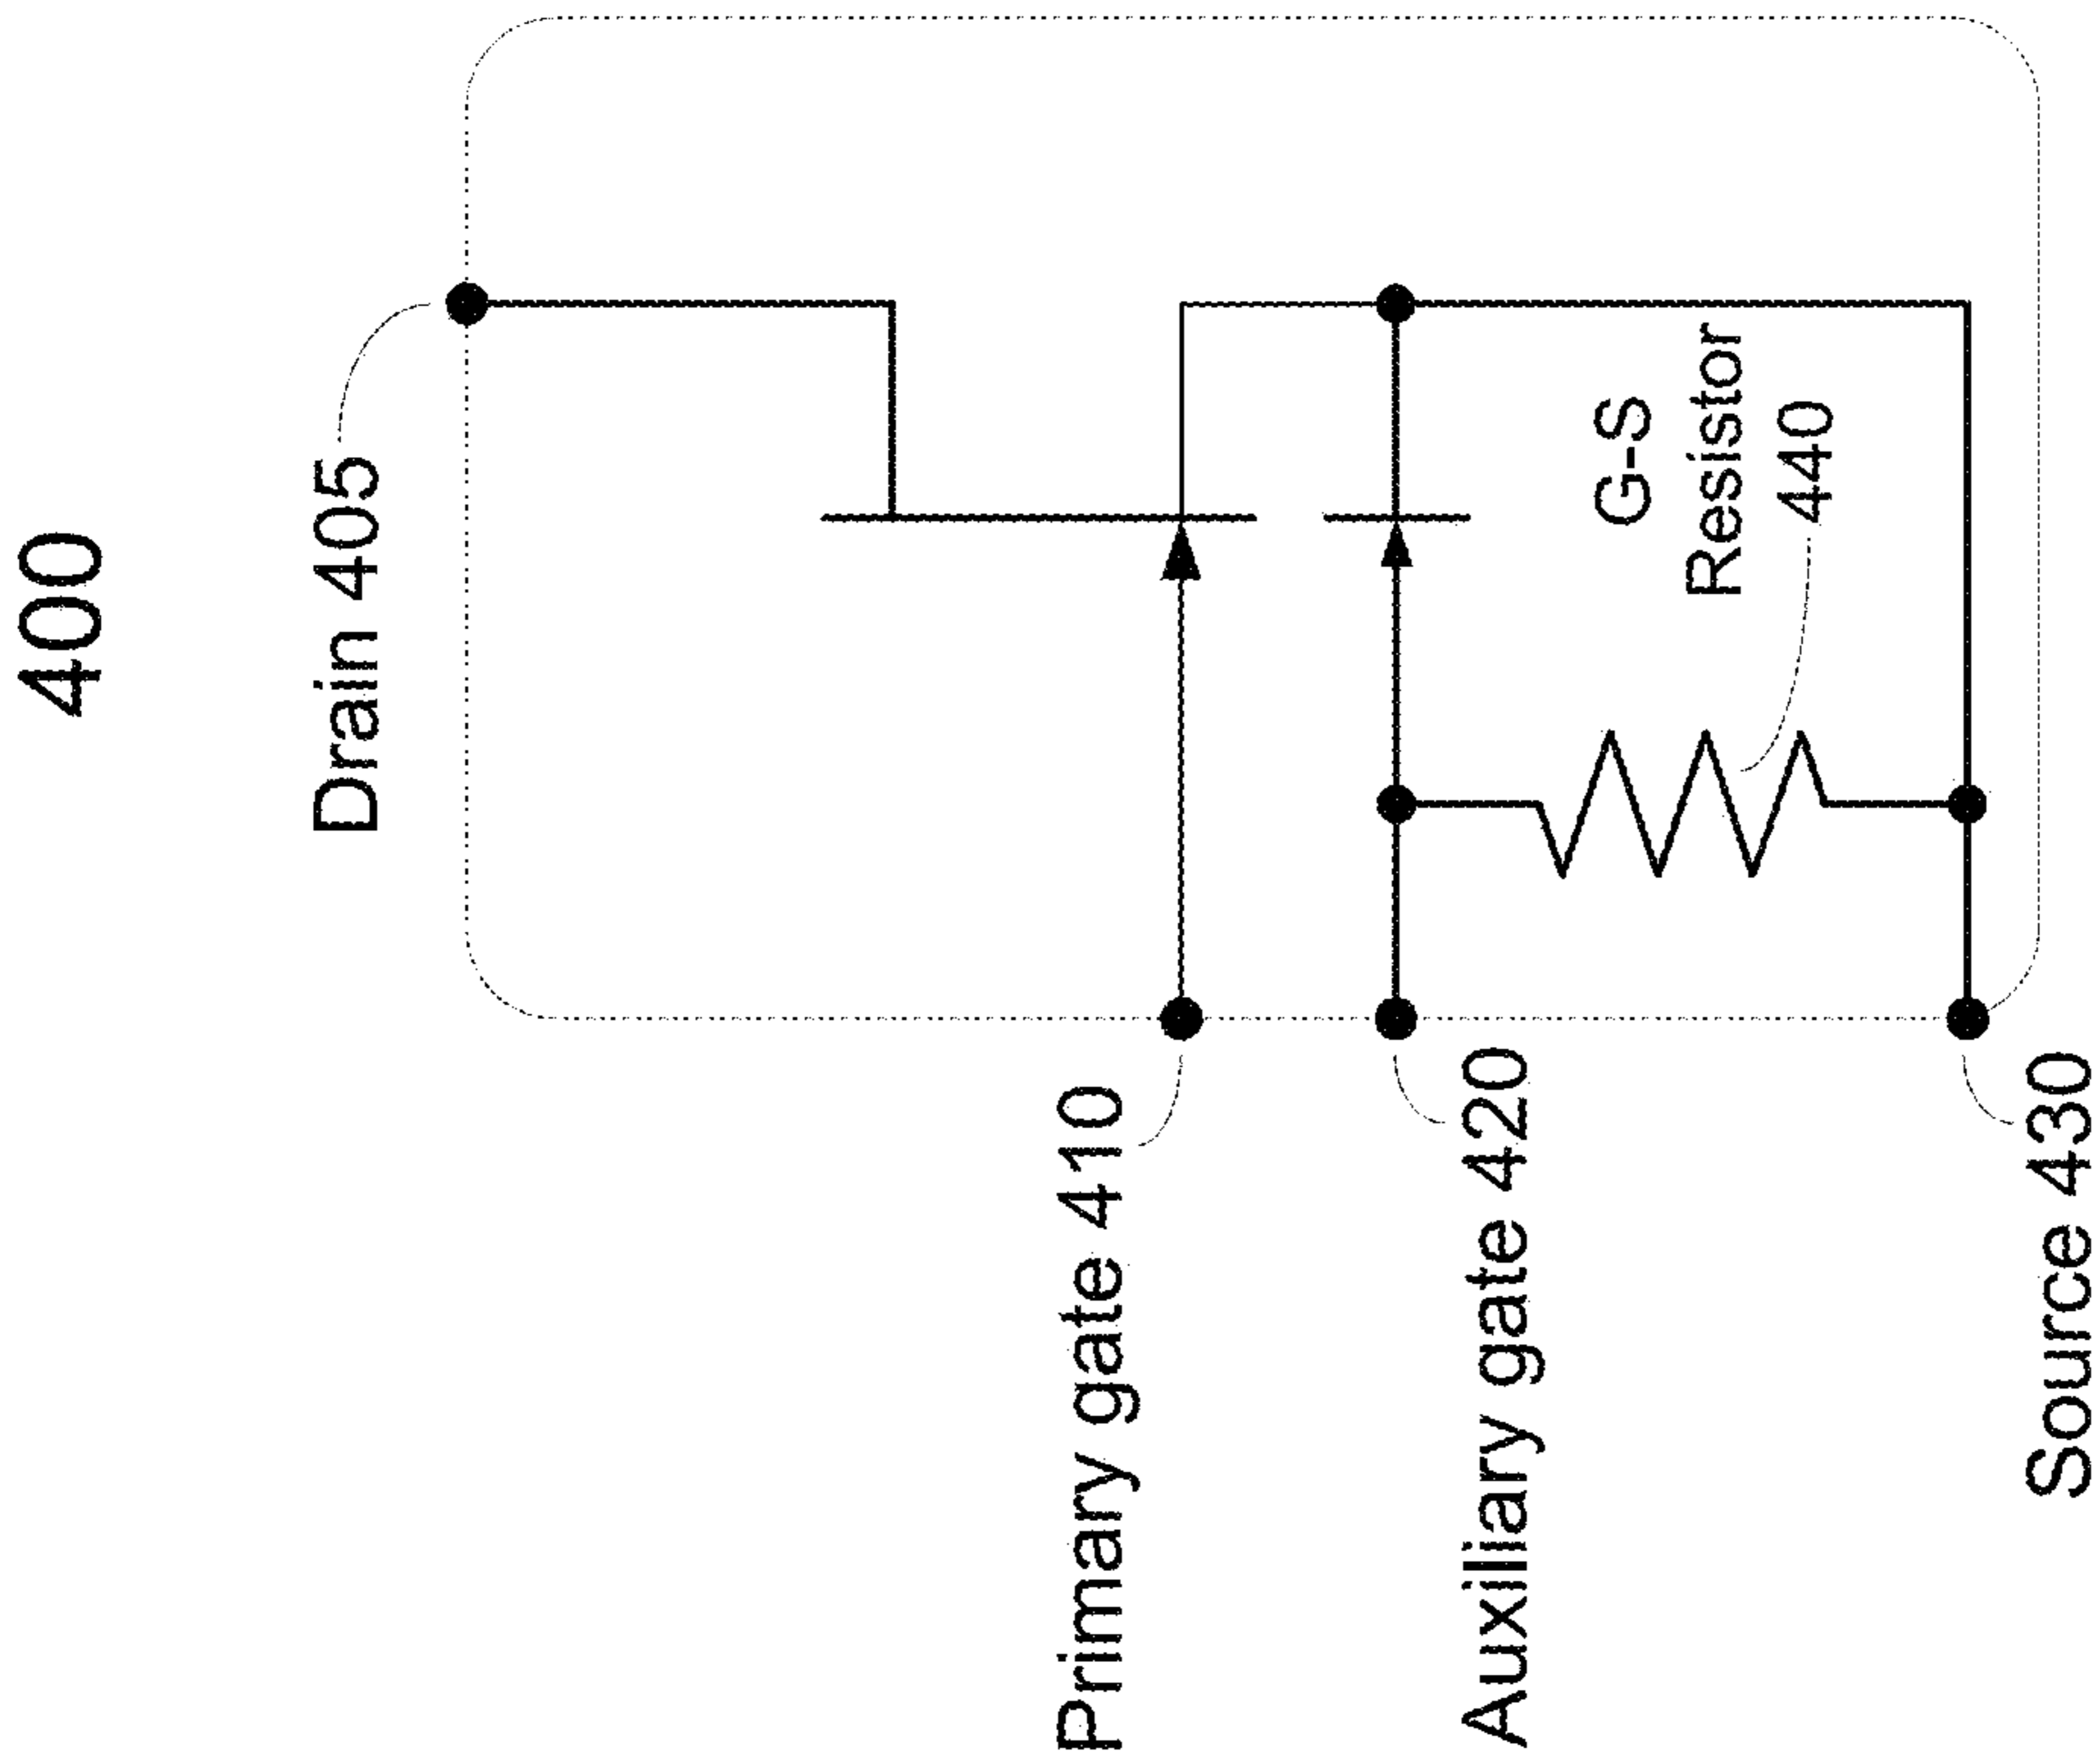 400
Drain 405
Primary gate 410
Auxiliary gate 420
G-S
Resistor
440
Source 430